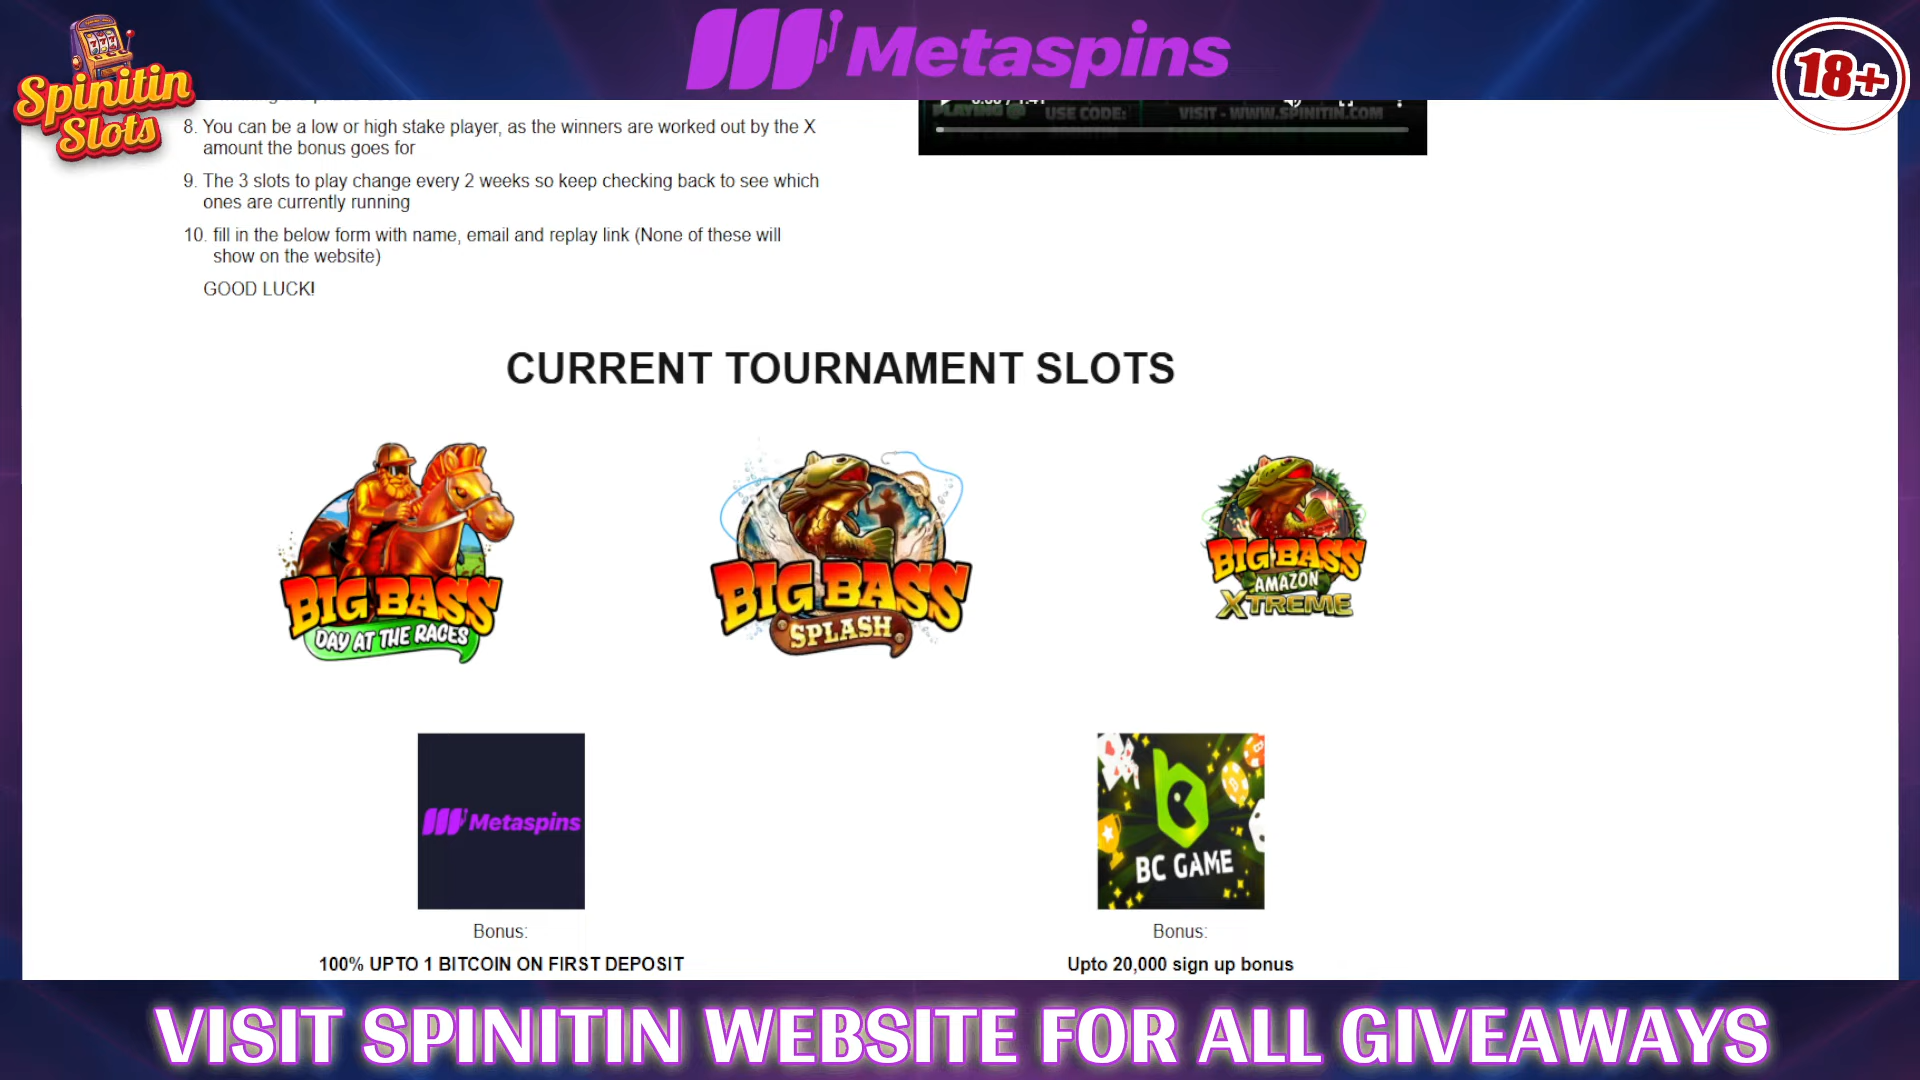 Metaspins
18+
Spinitin
Slots
PLAYING @
USE CODE:
VISIT - WWW.SPINITIN.COM
8. You can be a low or high stake player, as the winners are worked out by the X
amount the bonus goes for
9. The 3 slots to play change every 2 weeks so keep checking back to see which
ones are currently running
10. fill in the below form with name, email and replay link (None of these will
show on the website)
GOOD LUCK!
CURRENT TOURNAMENT SLOTS
BIG BASS
DAY AT THE RACES
BIG BASS
SPLASH
BIG BASS
AMAZON
XTREME
Metaspins
BC GAME
Bonus:
100% UPTO 1 BITCOIN ON FIRST DEPOSIT
Bonus:
Upto 20,000 sign up bonus
VISIT SPINITIN WEBSITE FOR ALL GIVEAWAYS